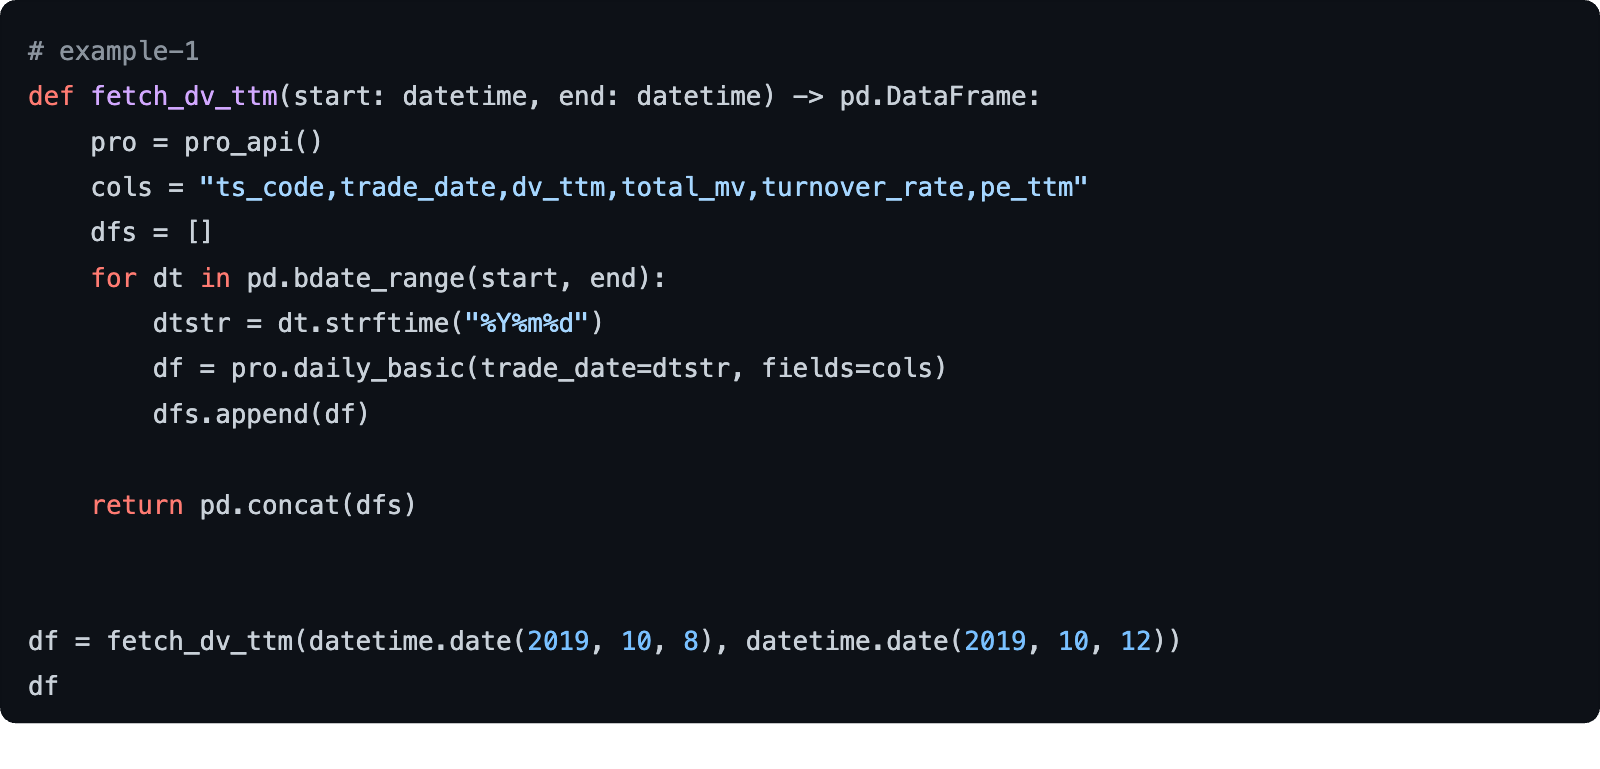 # example-1
def fetch_dv_ttm(start: datetime, end: datetime) -> pd.DataFrame:
    pro = pro_api()
    cols = "ts_code,trade_date,dv_ttm,total_mv,turnover_rate,pe_ttm"
    dfs = []
    for dt in pd.bdate_range(start, end):
        dtstr = dt.strftime("%Y%m%d")
        df = pro.daily_basic(trade_date=dtstr, fields=cols)
        dfs.append(df)

    return pd.concat(dfs)


df = fetch_dv_ttm(datetime.date(2019, 10, 8), datetime.date(2019, 10, 12))
df